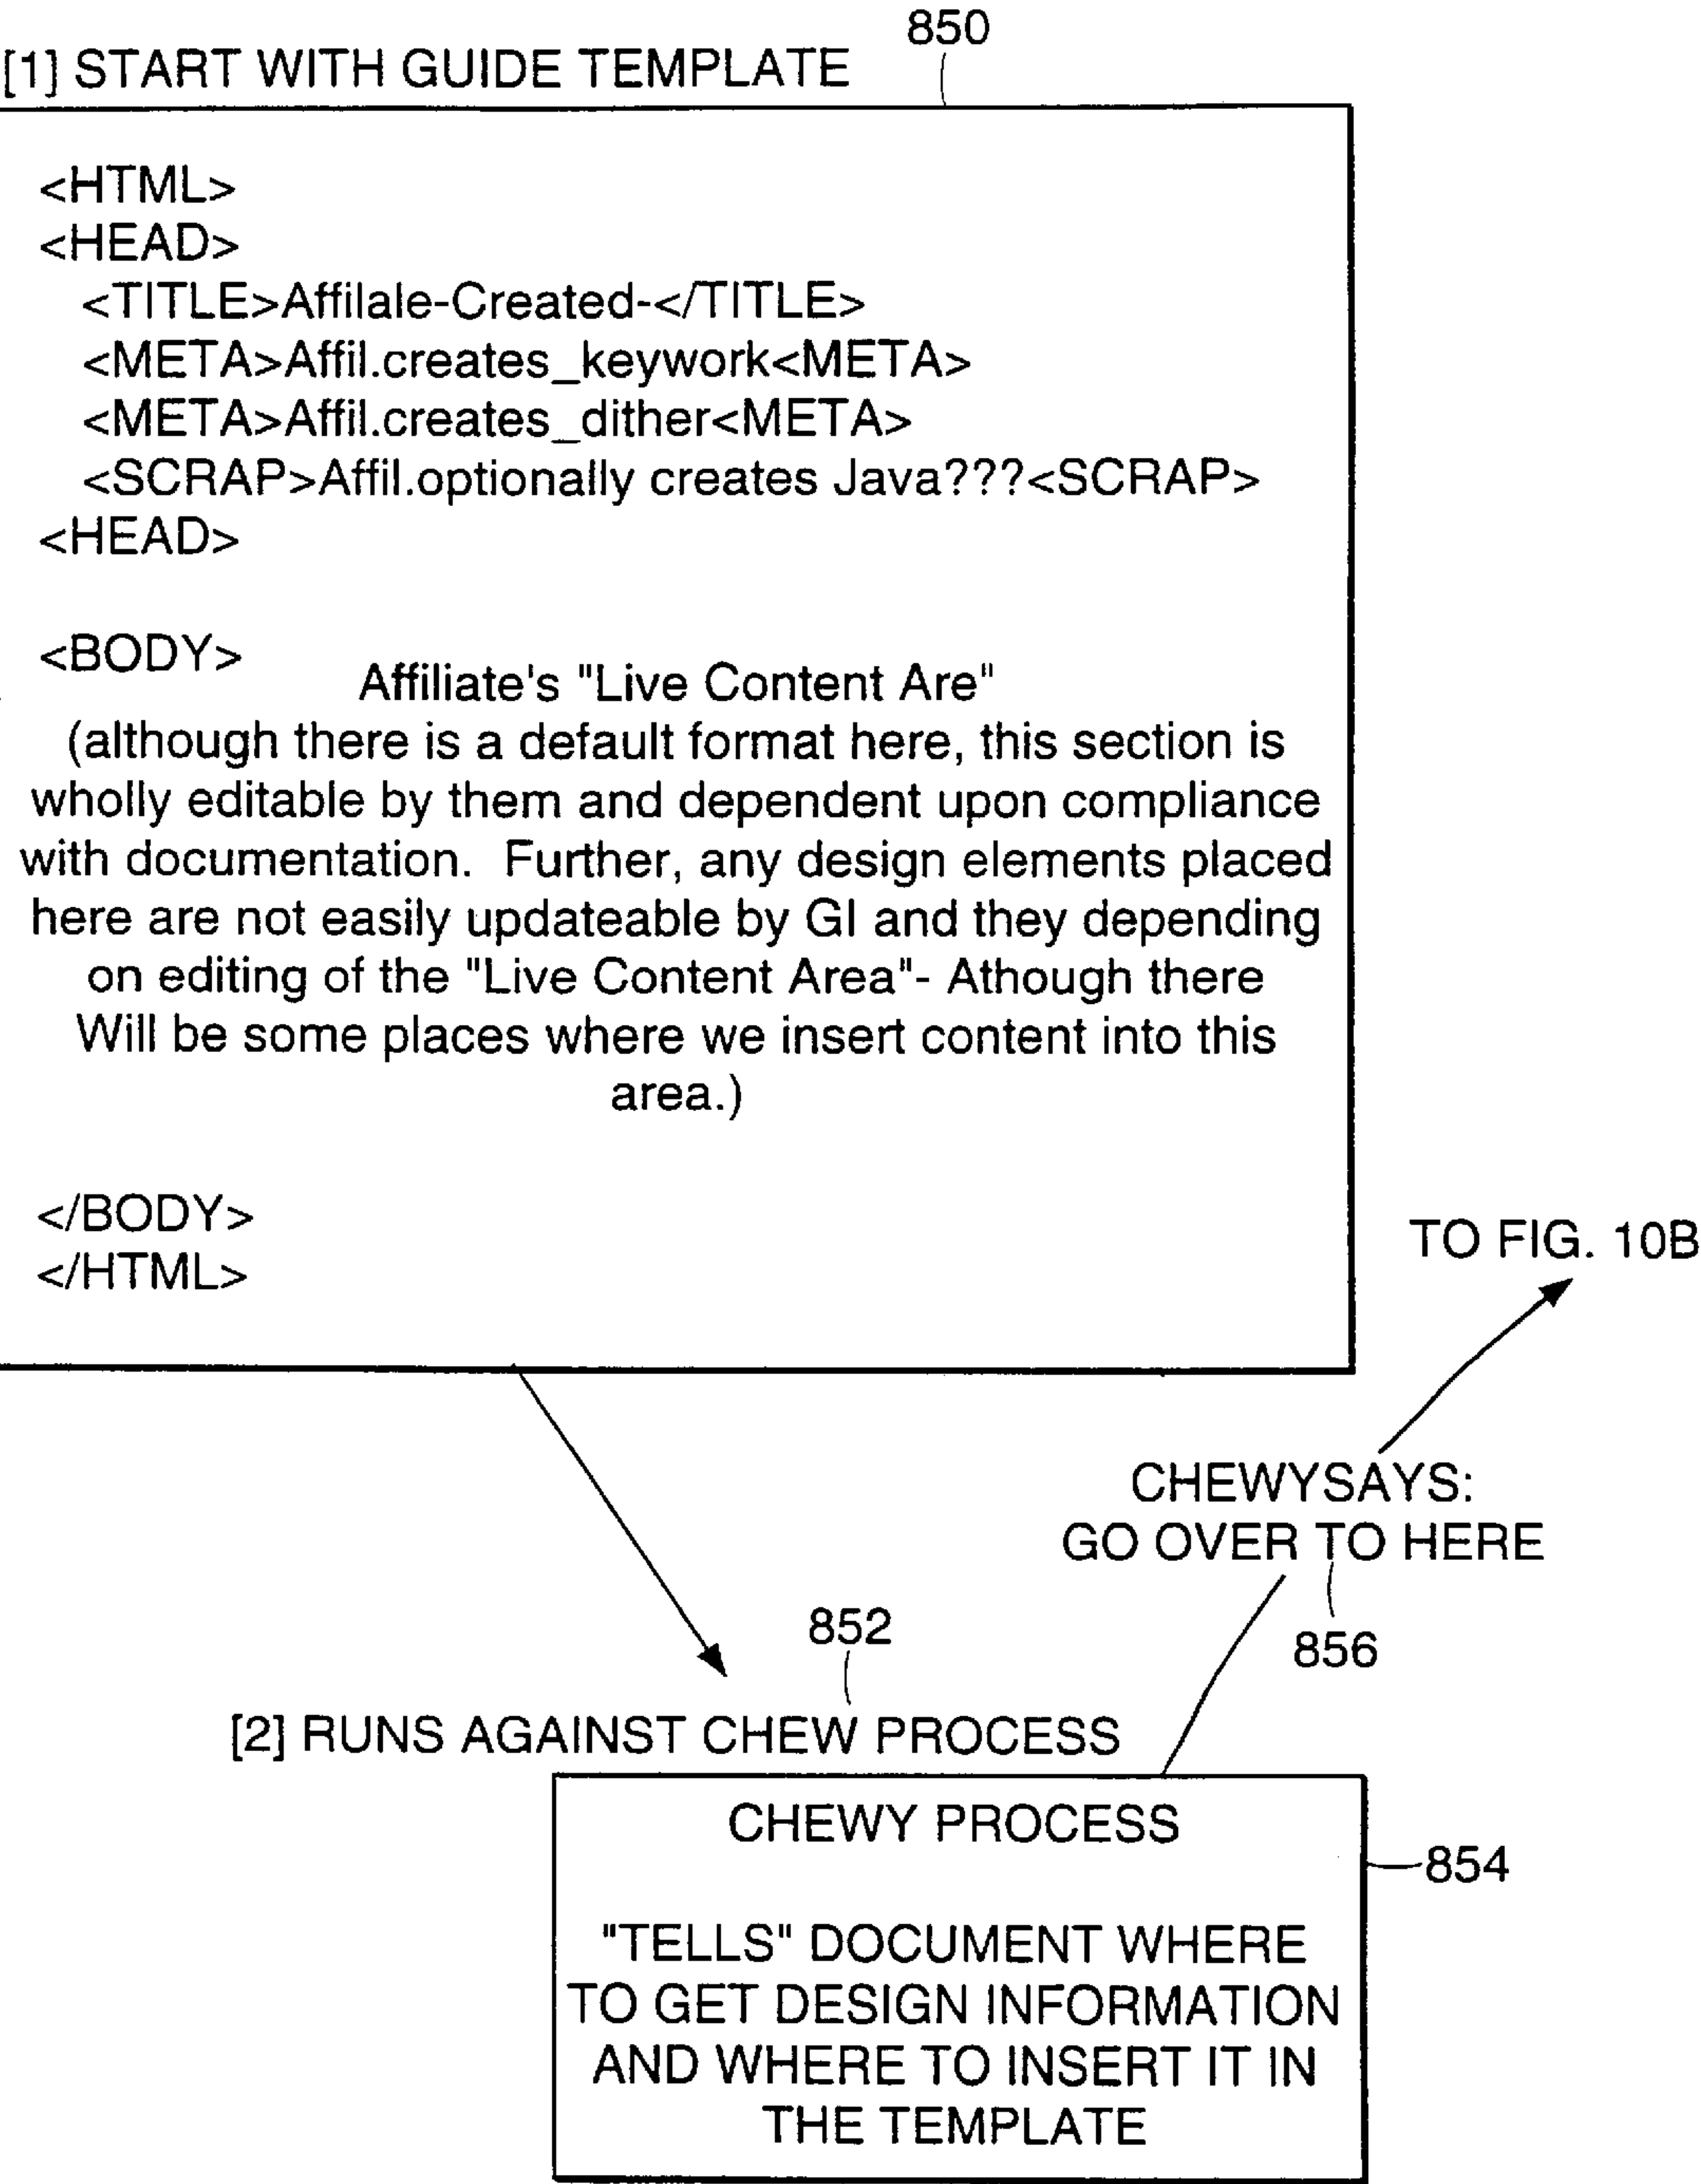 850
[1] START WITH GUIDE TEMPLATE
<HTML>
<HEAD>
<TITLE>Affilale-Created-</TITLE>
<META>Affil.creates_keywork<META>
<META>Affil.creates_dither<META>
<SCRAP>Affil.optionally creates Java???<SCRAP>
<HEAD>
<BODY>
Affiliate's "Live Content Are"
(although there is a default format here, this section is
wholly editable by them and dependent upon compliance
with documentation. Further, any design elements placed
here are not easily updateable by GI and they depending
on editing of the "Live Content Area"- Athough there
Will be some places where we insert content into this
area.)
</BODY>
</HTML>
TO FIG. 10B
CHEWYSAYS:
GO OVER TO HERE
856
852
[2] RUNS AGAINST CHEW PROCESS
CHEWY PROCESS
854
"TELLS" DOCUMENT WHERE
TO GET DESIGN INFORMATION
AND WHERE TO INSERT IT IN
THE TEMPLATE